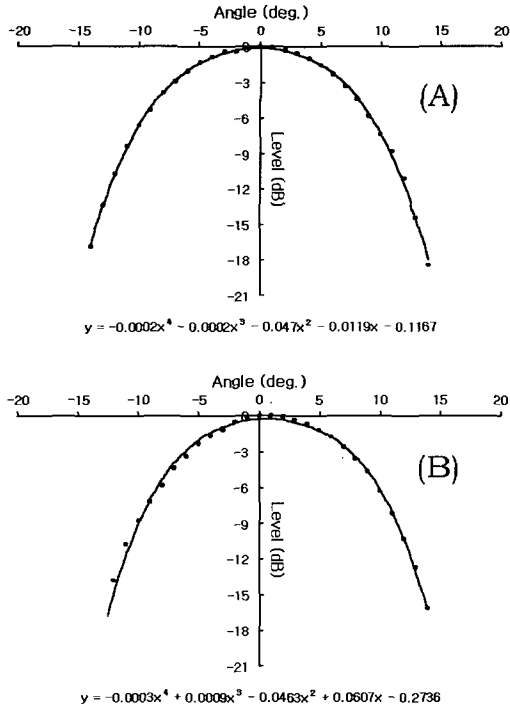 Angle (deg.)
-20 -15 -10 -5 0 5 10 15 20
-3
(A)
-6
-9
Level (dB)
-12
-15
-18
-21
y = -0.0002x⁴ - 0.0002x³ - 0.047x² - 0.0119x - 0.1167
Angle (deg.)
-20 -15 -10 -5 0 5 10 15 20
-3
(B)
-6
-9
Level (dB)
-12
-15
-18
-21
y = -0.0003x⁴ + 0.0009x³ - 0.0463x² + 0.0607x - 0.2736